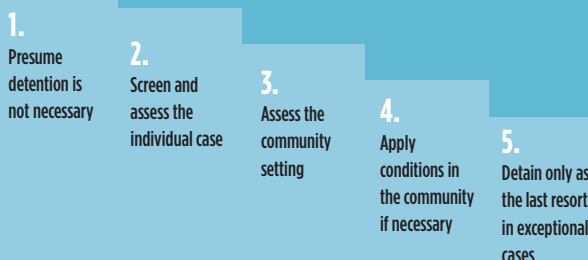 1.
Presume
detention is
not necessary
2.
Screen and
assess the
individual case
3.
Assess the
community
setting
4.
Apply
conditions in
the community
if necessary
5.
Detain only as
the last resort
in exceptional
cases